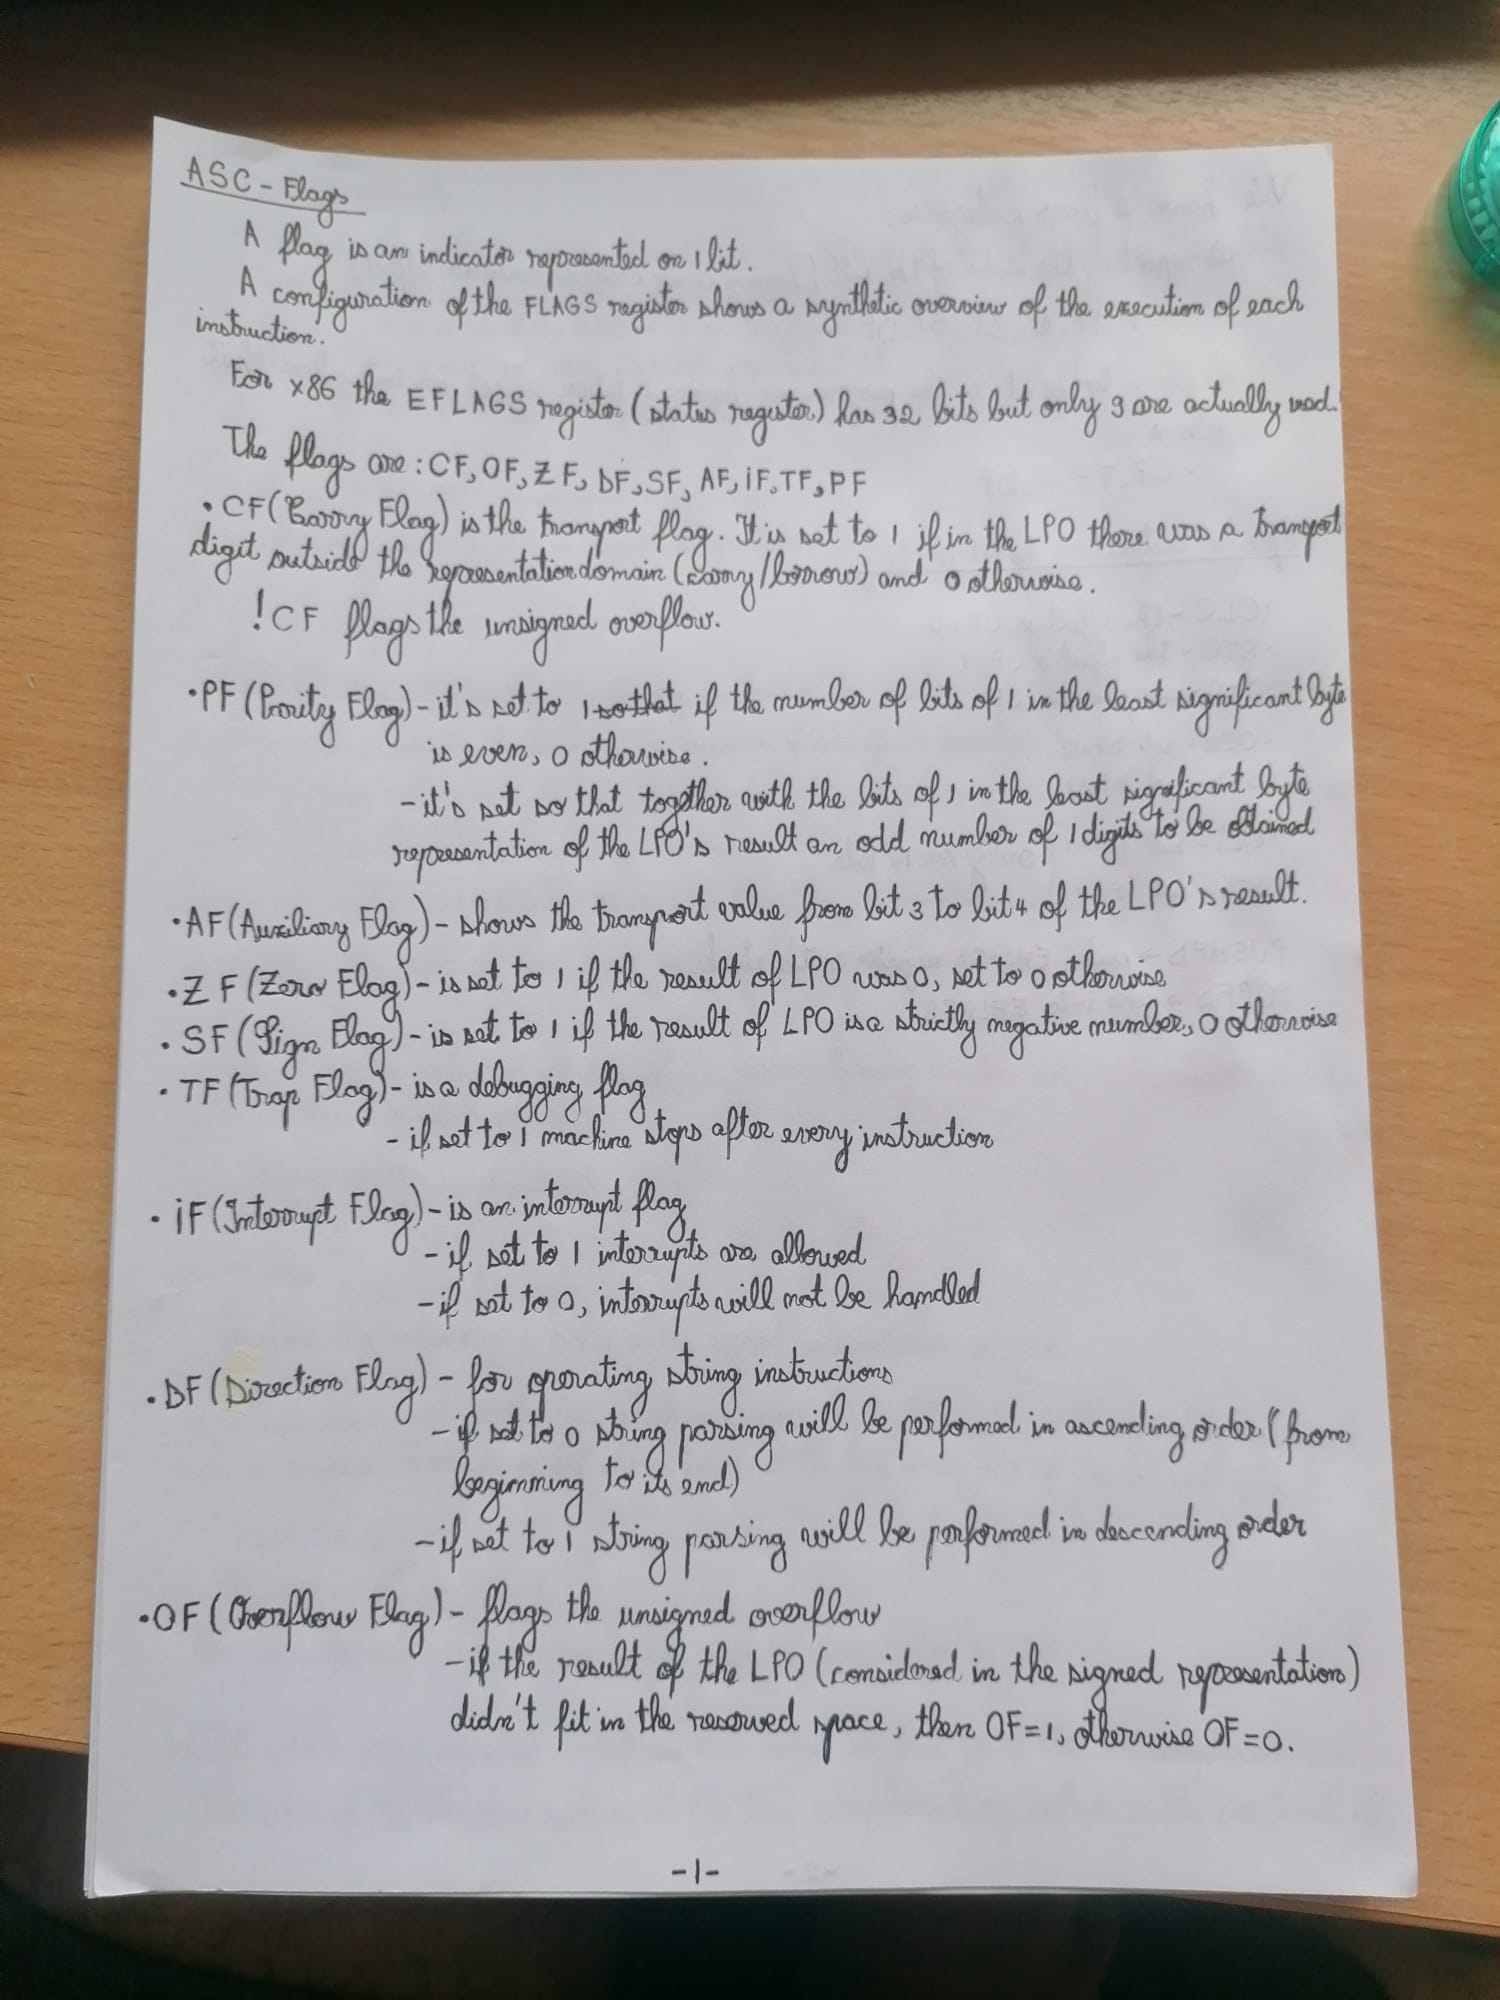 ASC - Flags
A flag is an indicator represented on 1 bit.
A configuration of the FLAGS register shows a synthetic overview of the execution of each
instruction.
For x86 the EFLAGS register (status register) has 32 bits but only 9 are actually used.
The flags are: CF, OF, ZF, DF, SF, AF, IF, TF, PF
• CF (Carry Flag) is the transport flag. It is set to 1 if in the LPO there was a transport
digit outside the representation domain (carry/borrow) and 0 otherwise.
! CF flags the unsigned overflow.
• PF (Parity Flag) - it's set to 1 so that if the number of bits of 1 in the least significant byte
is even, 0 otherwise.
- it's set so that together with the bits of 1 in the least significant byte
representation of the LPO's result an odd number of 1 digits to be obtained
• AF (Auxiliary Flag) - shows the transport value from bit 3 to bit 4 of the LPO's result.
• ZF (Zero Flag) - is set to 1 if the result of LPO was 0, set to 0 otherwise
• SF (Sign Flag) - is set to 1 if the result of LPO is a strictly negative number, 0 otherwise
• TF (Trap Flag) - is a debugging flag
- if set to 1 machine stops after every instruction
• IF (Interrupt Flag) - is an interrupt flag
- if set to 1 interrupts are allowed
- if set to 0, interrupts will not be handled
• DF (Direction Flag) - for operating string instructions
- if set to 0 string parsing will be performed in ascending order (from
beginning to its end)
- if set to 1 string parsing will be performed in descending order
• OF (Overflow Flag) - flags the unsigned overflow
- if the result of the LPO (considered in the signed representation)
didn't fit in the reserved space, then OF=1, otherwise OF=0.
-1-